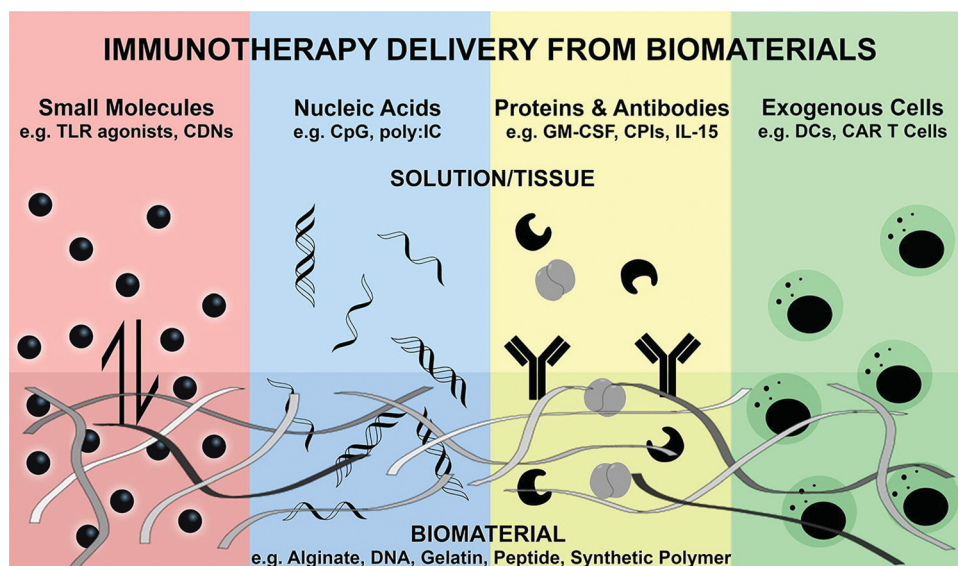 IMMUNOTHERAPY DELIVERY FROM BIOMATERIALS
Small Molecules
e.g. TLR agonists, CDNs
Nucleic Acids
e.g. CpG, poly:IC
Proteins & Antibodies
e.g. GM-CSF, CPIs, IL-15
Exogenous Cells
e.g. DCs, CAR T Cells
SOLUTION/TISSUE
BIOMATERIAL
e.g. Alginate, DNA, Gelatin, Peptide, Synthetic Polymer